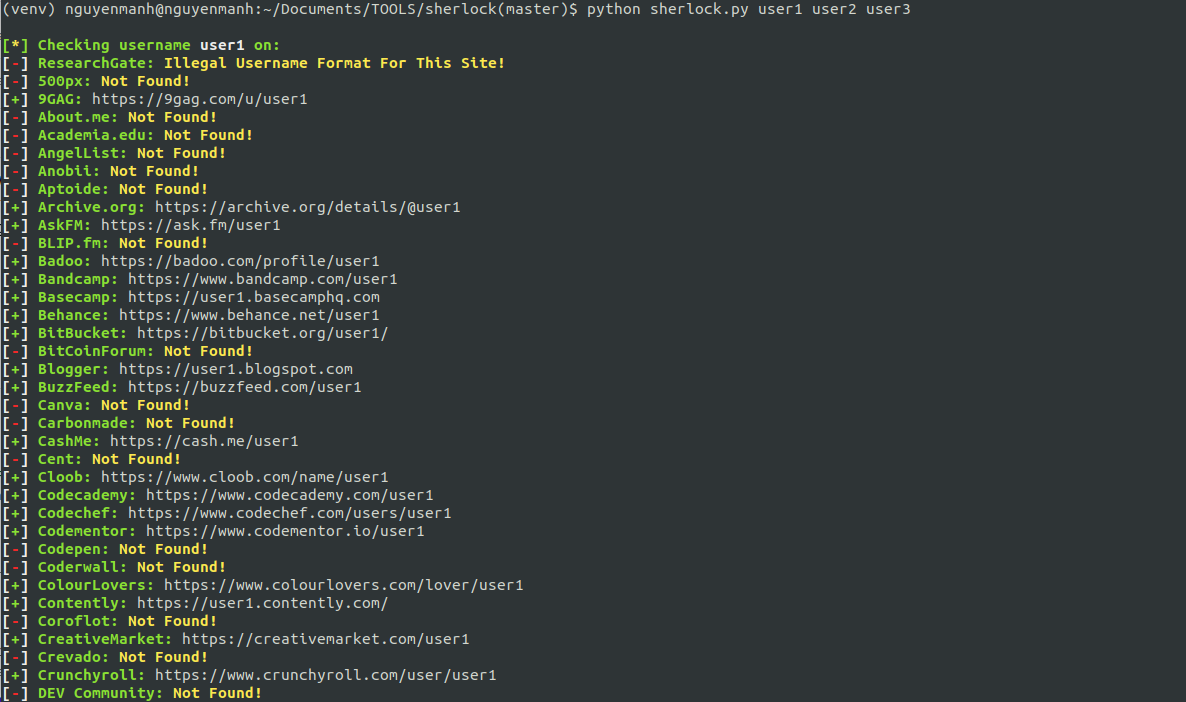 (venv) nguyenmanh@nguyenmanh:~/Documents/TOOLS/sherlock(master)$ python sherlock.py user1 user2 user3
[*] Checking username user1 on:
[-] ResearchGate: Illegal Username Format For This Site!
[-] 500px: Not Found!
[+] 9GAG: https://9gag.com/u/user1
[-] About.me: Not Found!
[-] Academia.edu: Not Found!
[-] AngelList: Not Found!
[-] Anobii: Not Found!
[-] Aptoide: Not Found!
[+] Archive.org: https://archive.org/details/@user1
[+] AskFM: https://ask.fm/user1
[-] BLIP.fm: Not Found!
[+] Badoo: https://badoo.com/profile/user1
[+] Bandcamp: https://www.bandcamp.com/user1
[+] Basecamp: https://user1.basecamphq.com
[+] Behance: https://www.behance.net/user1
[+] BitBucket: https://bitbucket.org/user1/
[-] BitCoinForum: Not Found!
[+] Blogger: https://user1.blogspot.com
[+] BuzzFeed: https://buzzfeed.com/user1
[-] Canva: Not Found!
[-] Carbonmade: Not Found!
[+] CashMe: https://cash.me/user1
[-] Cent: Not Found!
[+] Cloob: https://www.cloob.com/name/user1
[+] Codecademy: https://www.codecademy.com/user1
[+] Codechef: https://www.codechef.com/users/user1
[+] Codementor: https://www.codementor.io/user1
[-] Codepen: Not Found!
[-] Coderwall: Not Found!
[+] ColourLovers: https://www.colourlovers.com/lover/user1
[+] Contently: https://user1.contently.com/
[-] Coroflot: Not Found!
[+] CreativeMarket: https://creativemarket.com/user1
[-] Crevado: Not Found!
[+] Crunchyroll: https://www.crunchyroll.com/user/user1
[-] DEV Community: Not Found!